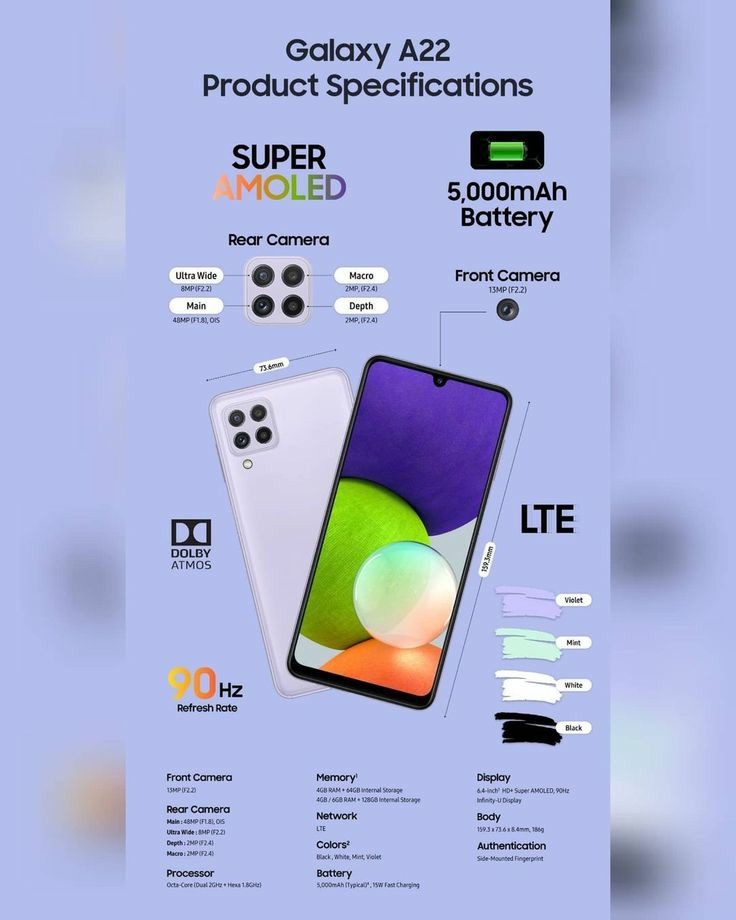 Galaxy A22
Product Specifications
SUPER
AMOLED
5,000mAh
Battery
Rear Camera
Ultra Wide
8MP (F2.2)
Macro
2MP, (F2.4)
Main
48MP (F1.8), OIS
Depth
2MP, (F2.4)
Front Camera
13MP (F2.2)
73.6mm
159.3mm
LTE
DOLBY
ATMOS
90Hz
Refresh Rate
Violet
Mint
White
Black
Front Camera
13MP (F2.2)
Rear Camera
Main : 48MP (F1.8), OIS
Ultra Wide : 8MP (F2.2)
Depth : 2MP (F2.4)
Macro : 2MP (F2.4)
Processor
Octa-Core (Dual 2GHz + Hexa 1.8GHz)
Memory¹
4GB RAM + 64GB Internal Storage
4GB / 6GB RAM + 128GB Internal Storage
Network
LTE
Colors²
Black, White, Mint, Violet
Battery
5,000mAh (Typical)⁴, 15W Fast Charging
Display
6.4-inch³ HD+ Super AMOLED, 90Hz
Infinity-U Display
Body
159.3 x 73.6 x 8.4mm, 186g
Authentication
Side-Mounted Fingerprint